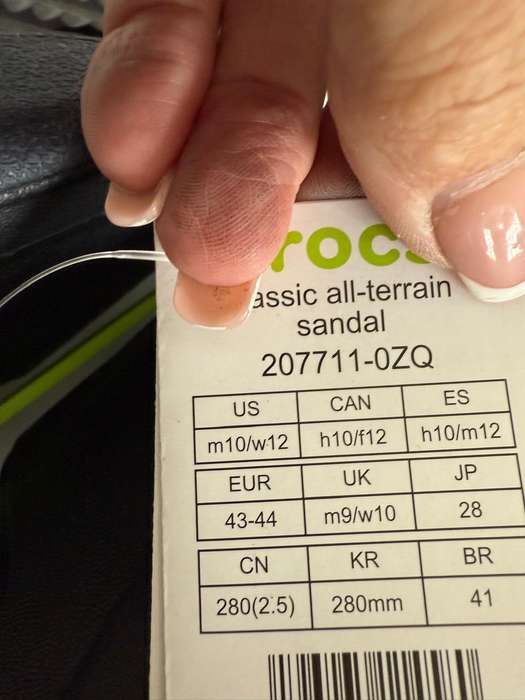 rocs
assic all-terrain
sandal
207711-0ZQ
US CAN ES
m10/w12 h10/f12 h10/m12
EUR UK JP
43-44 m9/w10 28
CN KR BR
280(2.5) 280mm 41